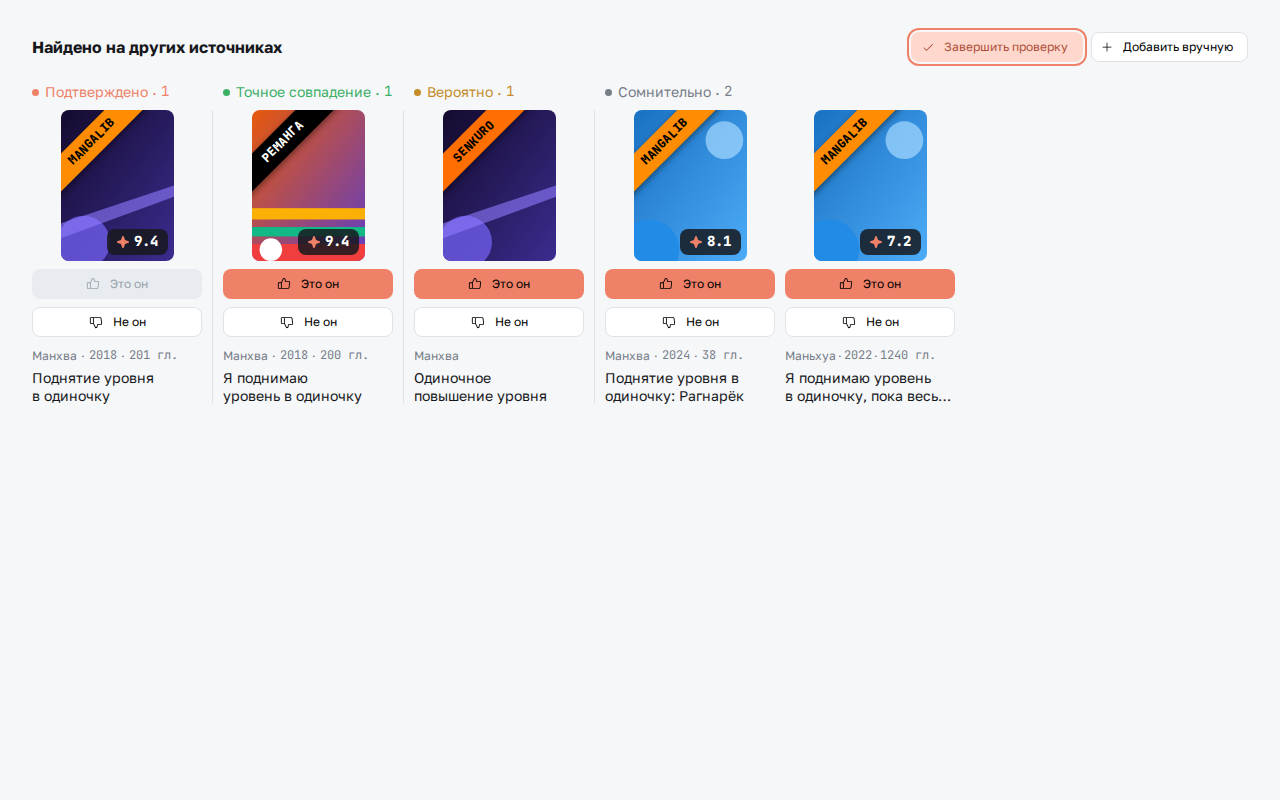 Найдено на других источниках
Завершить проверку
Добавить вручную
Подтверждено · 1
Точное совпадение · 1
Вероятно · 1
Сомнительно · 2
MANGALIB
9.4
РЕМАНГА
9.4
SENKURO
MANGALIB
8.1
MANGALIB
7.2
Это он
Это он
Это он
Это он
Это он
Не он
Не он
Не он
Не он
Не он
Манхва · 2018 · 201 гл.
Манхва · 2018 · 200 гл.
Манхва
Манхва · 2024 · 38 гл.
Маньхуа · 2022 · 1240 гл.
Поднятие уровня
в одиночку
Я поднимаю
уровень в одиночку
Одиночное
повышение уровня
Поднятие уровня в
одиночку: Рагнарёк
Я поднимаю уровень
в одиночку, пока весь...